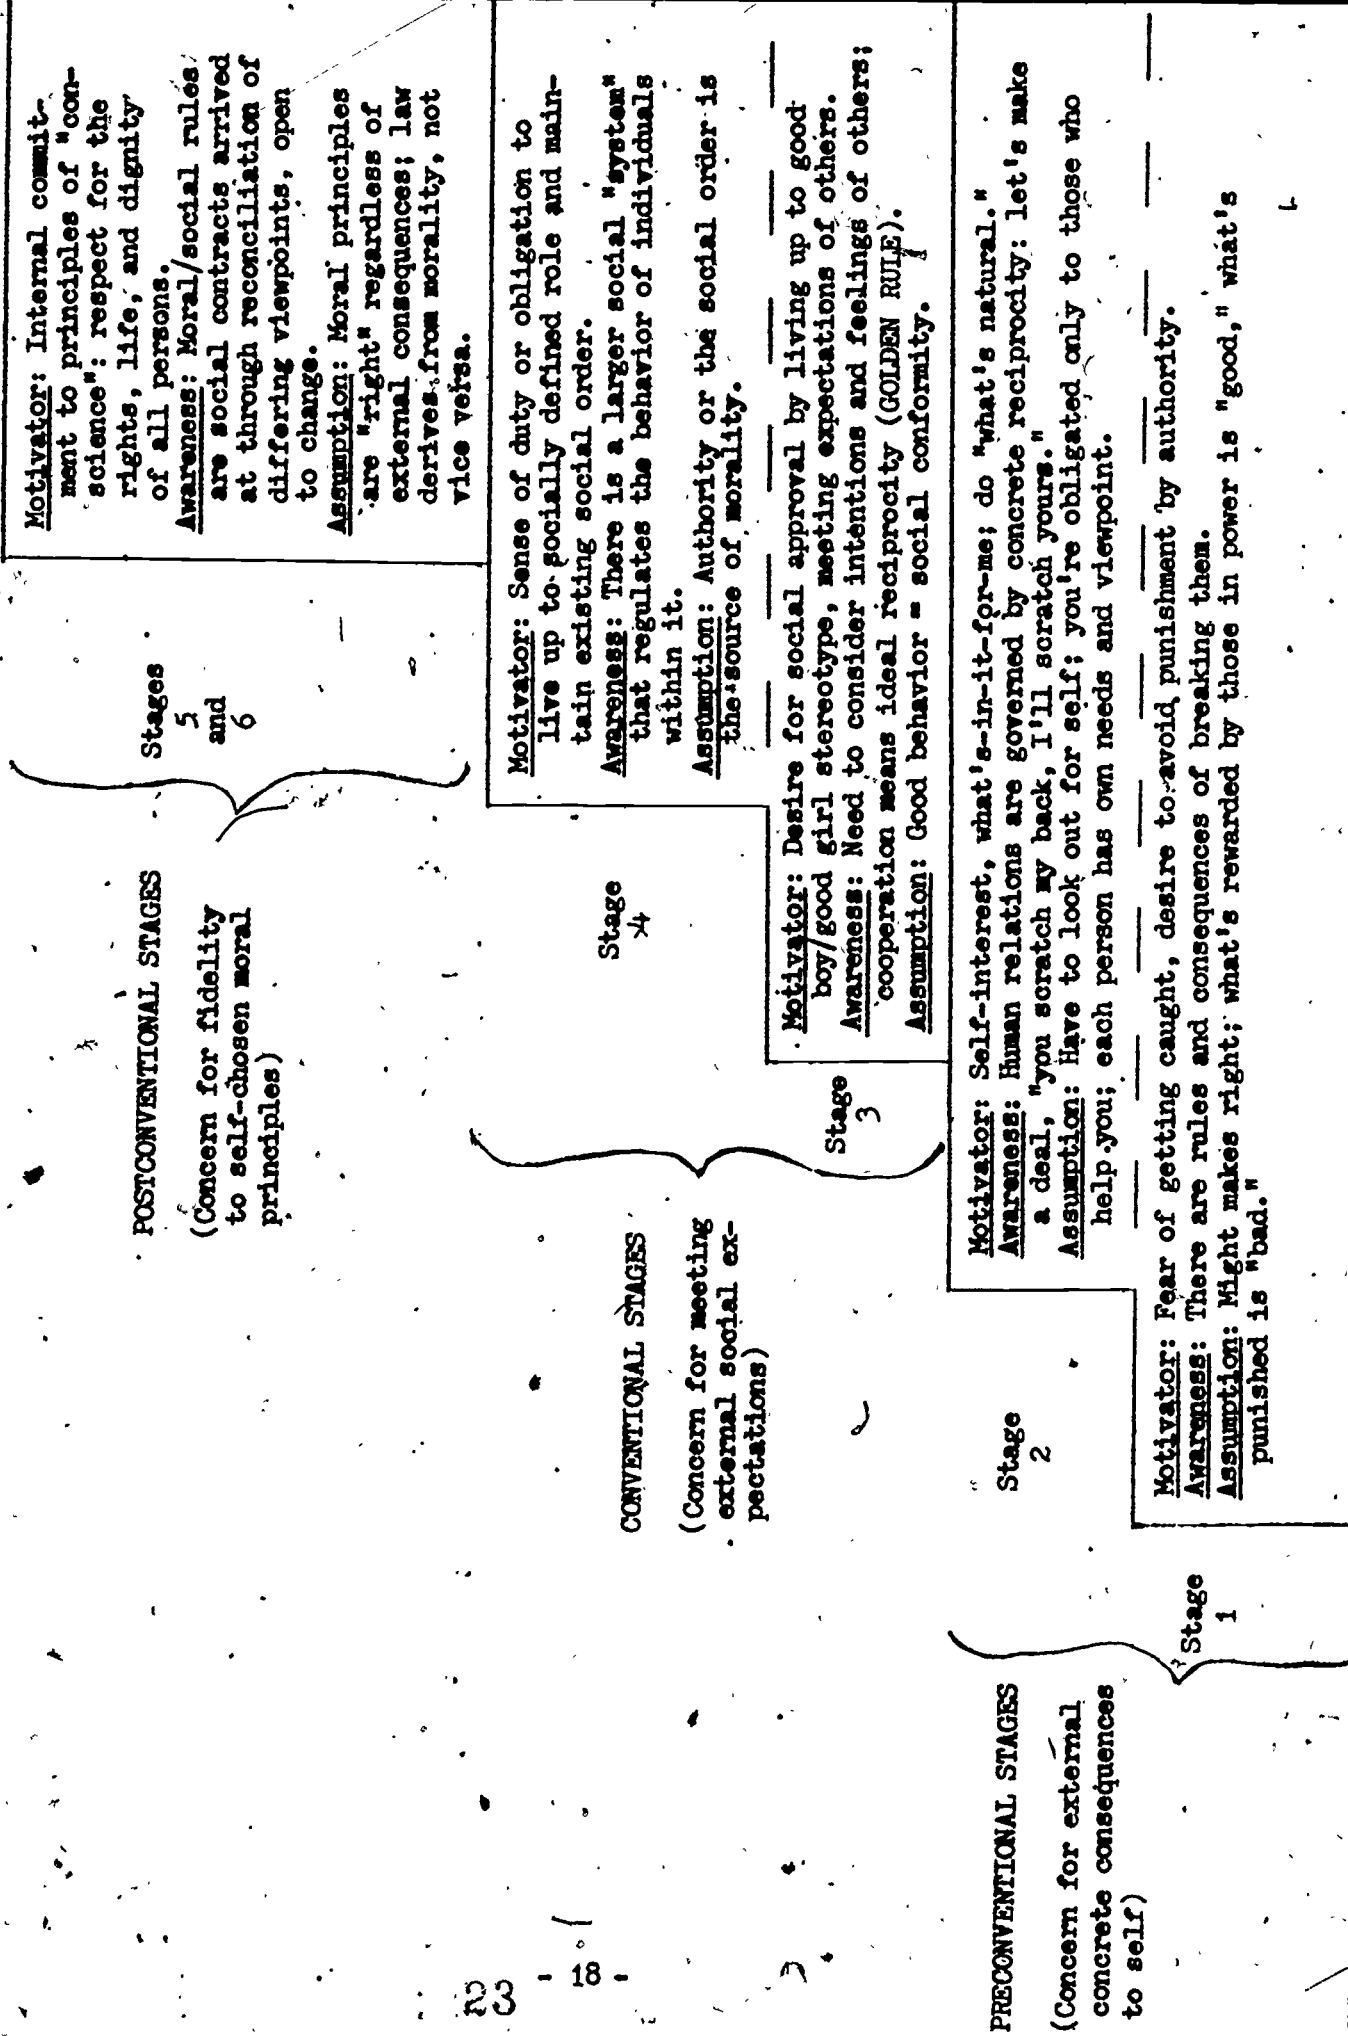 POSTCONVENTIONAL STAGES
(Concern for fidelity
to self-chosen moral
principles)
Stages
5
and
6
Motivator: Internal commit-
ment to principles of "con-
science": respect for the
rights, life, and dignity
of all persons.
Awareness: Moral/social rules
are social contracts arrived
at through reconciliation of
differing viewpoints, open
to change.
Assumption: Moral principles
are "right" regardless of
external consequences; law
derives from morality, not
vice versa.
CONVENTIONAL STAGES
(Concern for meeting
external social ex-
pectations)
Stage
4
Motivator: Sense of duty or obligation to
live up to socially defined role and main-
tain existing social order.
Awareness: There is a larger social "system"
that regulates the behavior of individuals
within it.
Assumption: Authority or the social order is
the source of morality.
Stage
3
Motivator: Desire for social approval by living up to good
boy/good girl stereotype, meeting expectations of others.
Awareness: Need to consider intentions and feelings of others;
cooperation means ideal reciprocity (GOLDEN RULE).
Assumption: Good behavior = social conformity.
PRECONVENTIONAL STAGES
(Concern for external
concrete consequences
to self)
Stage
2
Motivator: Self-interest, what's-in-it-for-me; do "what's natural."
Awareness: Human relations are governed by concrete reciprocity: let's make
a deal, "you scratch my back, I'll scratch yours."
Assumption: Have to look out for self; you're obligated only to those who
help you; each person has own needs and viewpoint.
Stage
1
Motivator: Fear of getting caught, desire to avoid punishment by authority.
Awareness: There are rules and consequences of breaking them.
Assumption: Might makes right; what's rewarded by those in power is "good," what's
punished is "bad."
- 18 -
23